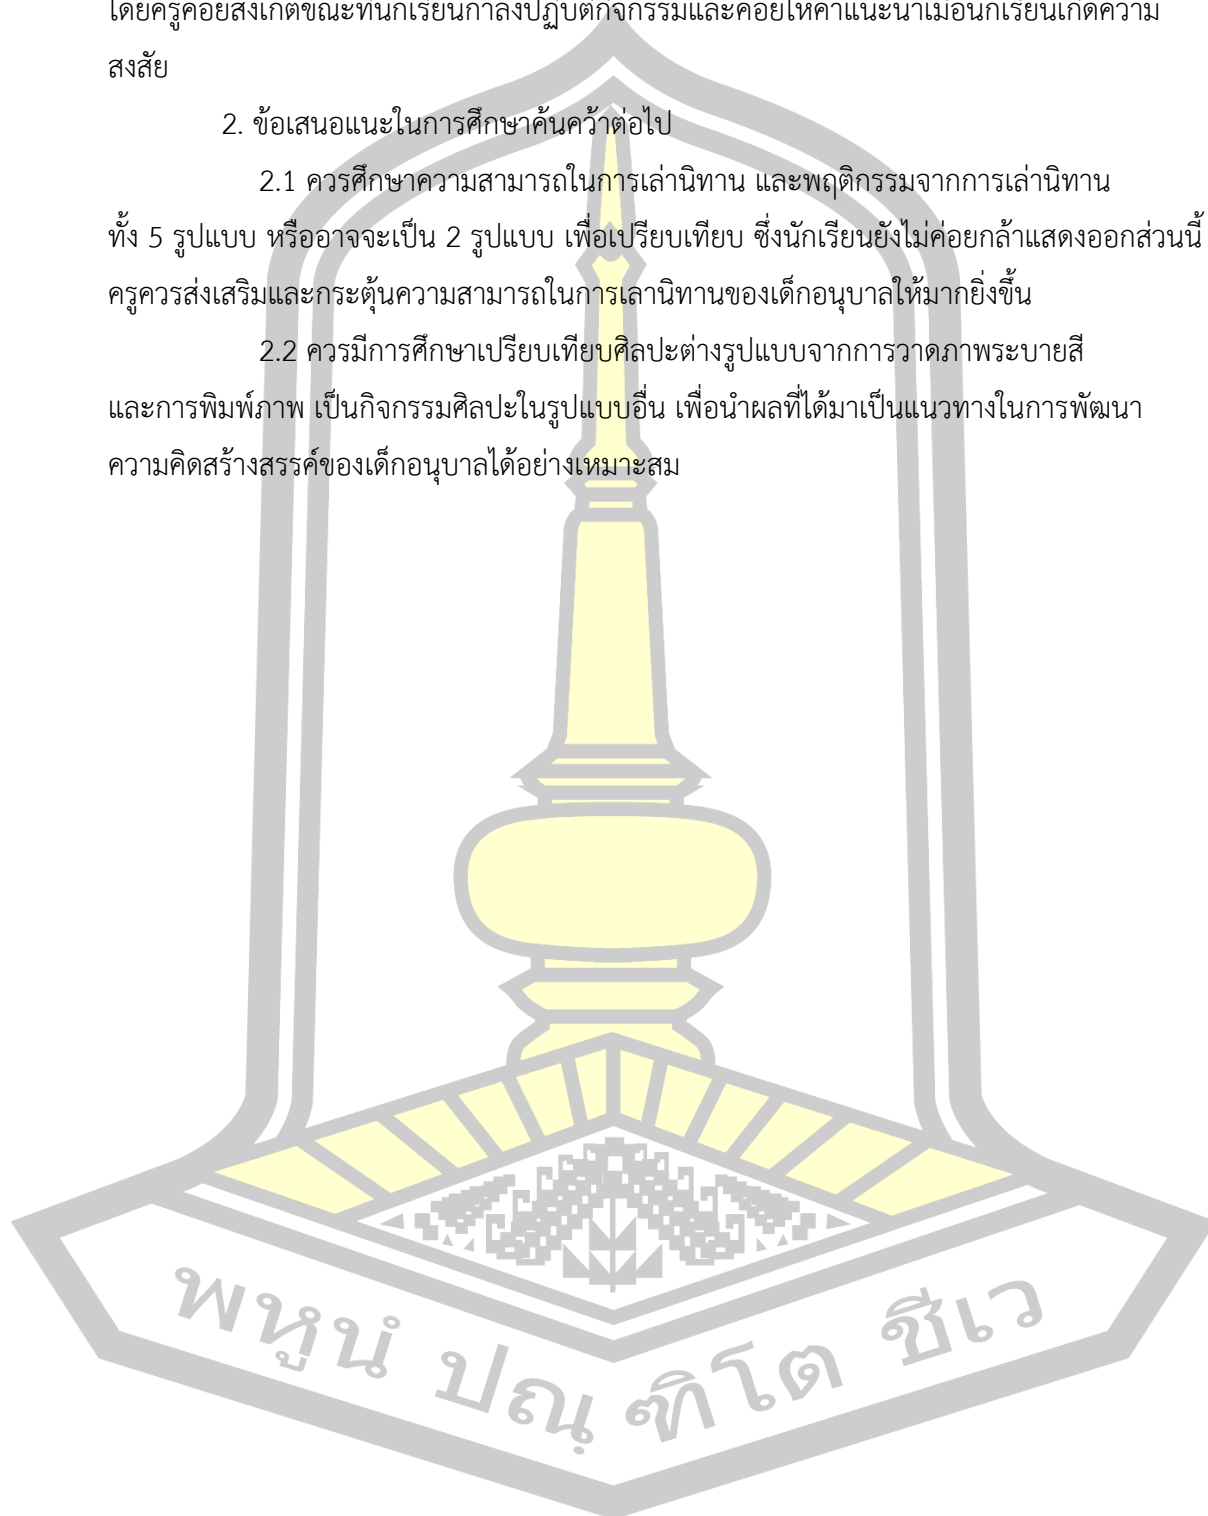 โดยครูคอยสังเกตขณะที่นักเรียนกำลังปฏิบัติกิจกรรมและคอยให้คำแนะนำเมื่อนักเรียนเกิดความ
สงสัย
2. ข้อเสนอแนะในการศึกษาค้นคว้าต่อไป
2.1 ควรศึกษาความสามารถในการเล่านิทาน และพฤติกรรมจากการเล่านิทาน
ทั้ง 5 รูปแบบ หรืออาจจะเป็น 2 รูปแบบ เพื่อเปรียบเทียบ ซึ่งนักเรียนยังไม่ค่อยกล้าแสดงออกส่วนนี้
ครูควรส่งเสริมและกระตุ้นความสามารถในการเลานิทานของเด็กอนุบาลให้มากยิ่งขึ้น
2.2 ควรมีการศึกษาเปรียบเทียบศิลปะต่างรูปแบบจากการวาดภาพระบายสี
และการพิมพ์ภาพ เป็นกิจกรรมศิลปะในรูปแบบอื่น เพื่อนำผลที่ได้มาเป็นแนวทางในการพัฒนา
ความคิดสร้างสรรค์ของเด็กอนุบาลได้อย่างเหมาะสม
พหูนํ ปณฺฑิโต ชีเว